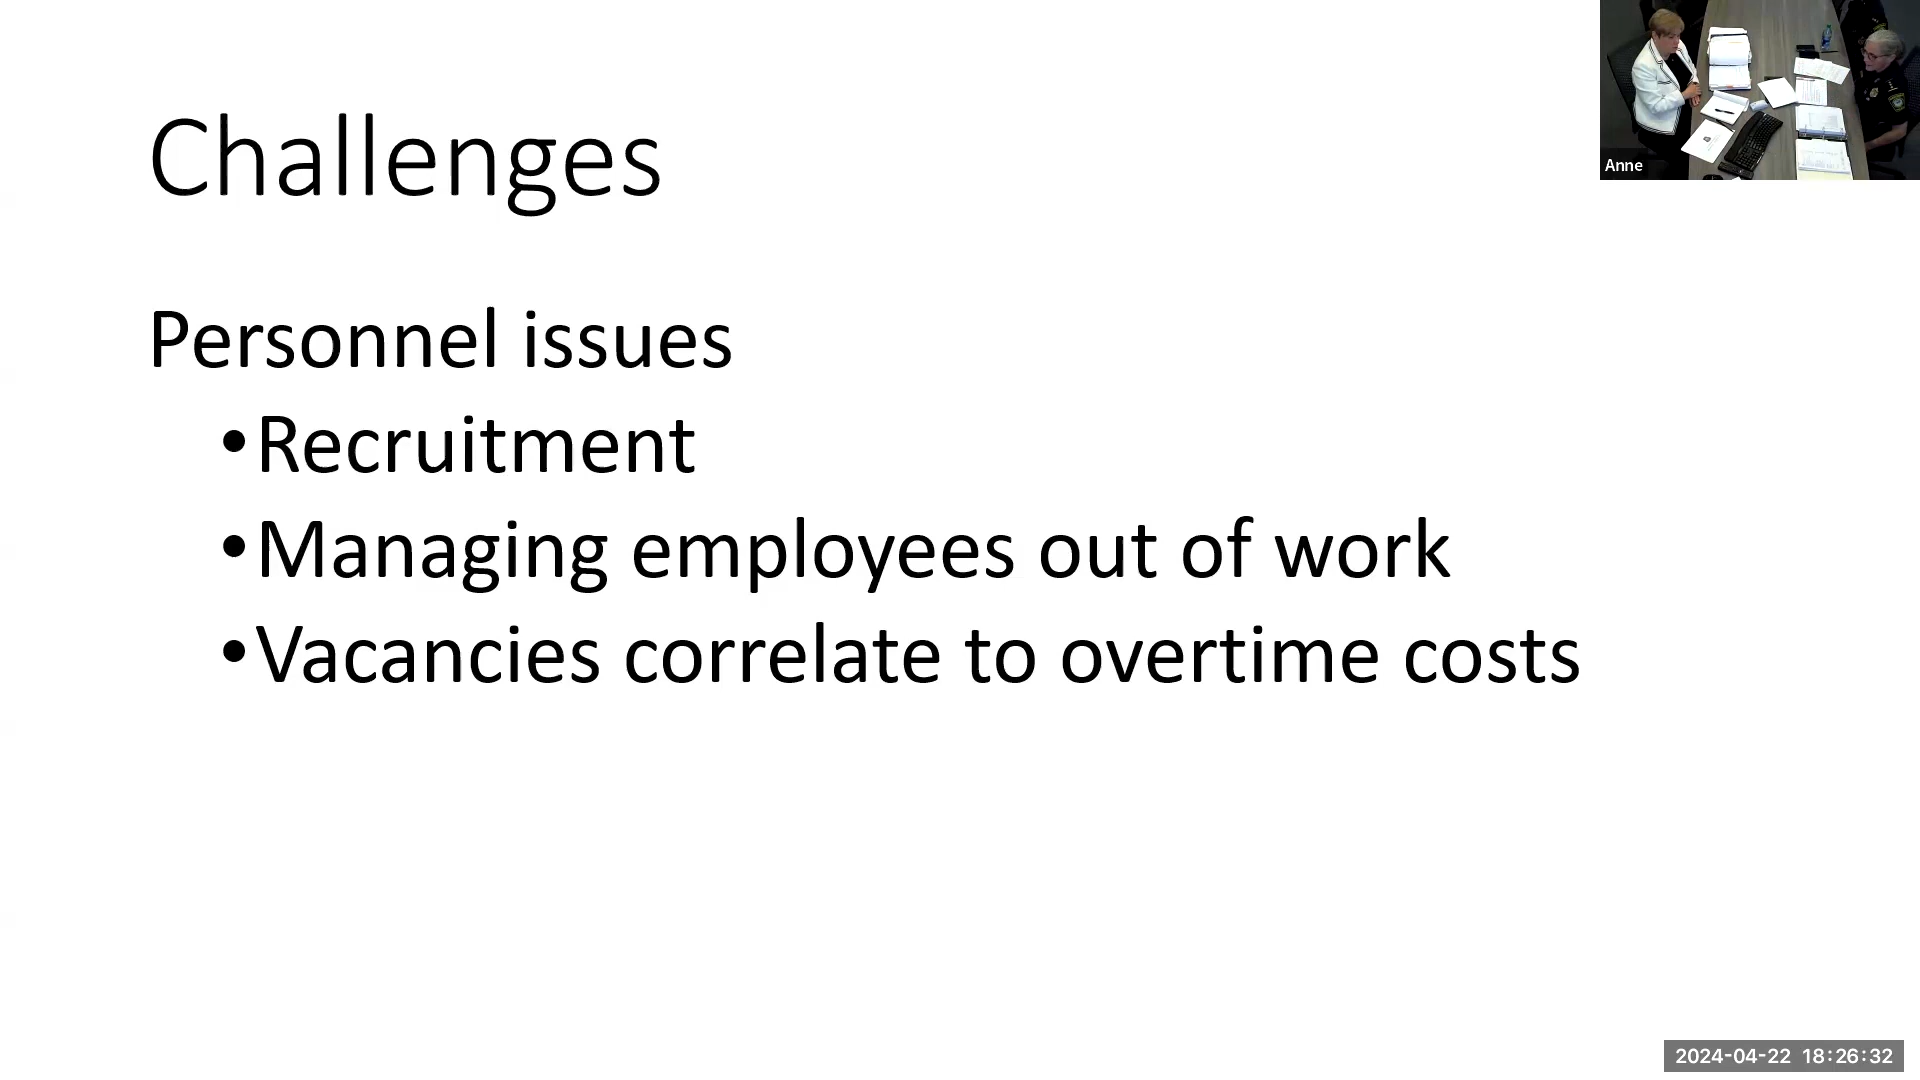 Challenges
Personnel issues
•Recruitment
•Managing employees out of work
•Vacancies correlate to overtime costs
Anne
2024-04-22 18:26:32